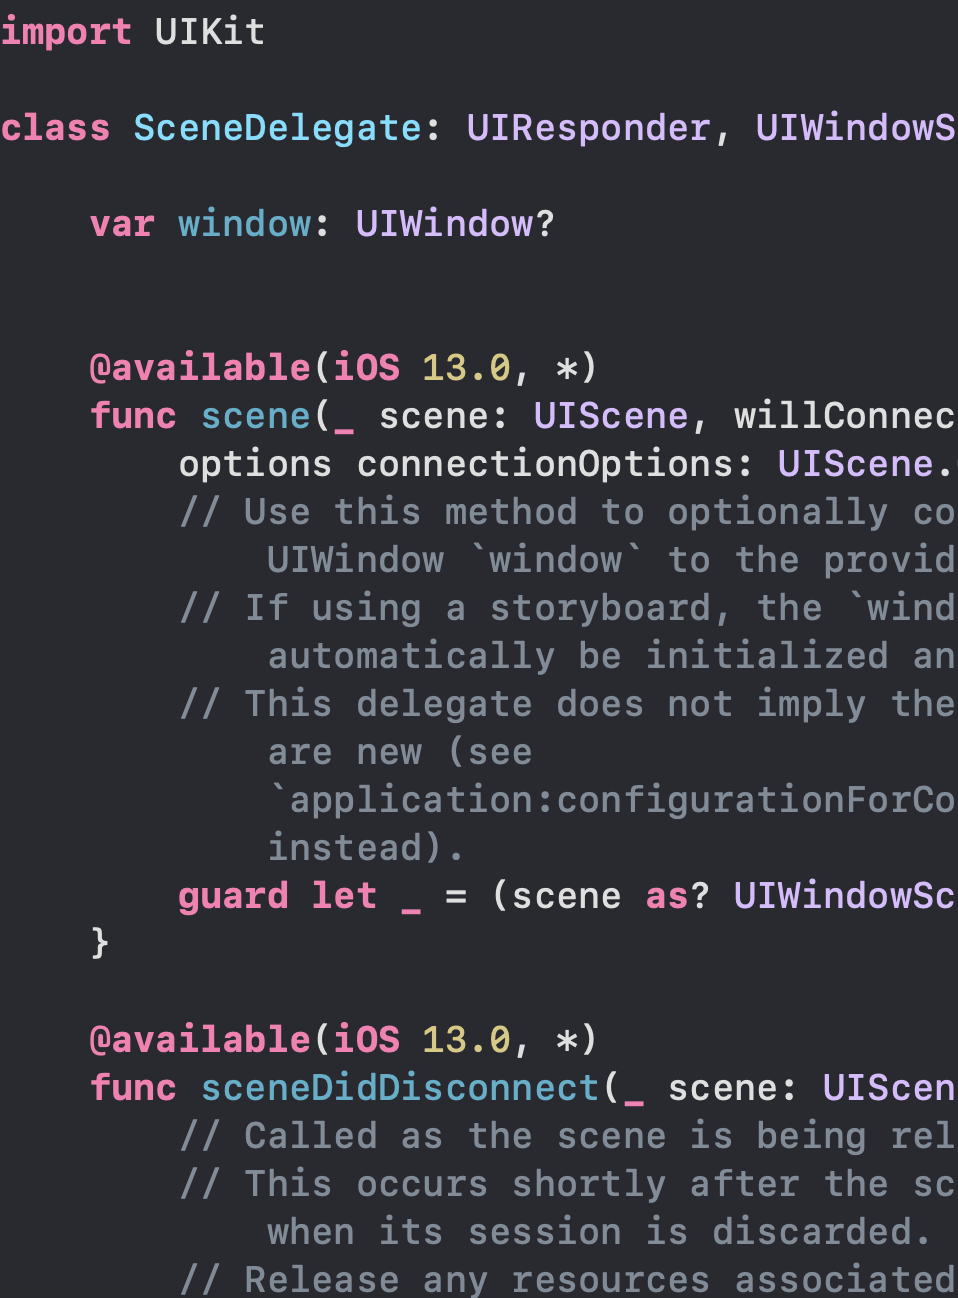 import UIKit
class SceneDelegate: UIResponder, UIWindowS
var window: UIWindow?
@available(iOS 13.0, *)
func scene(_ scene: UIScene, willConnec
options connectionOptions: UIScene.
// Use this method to optionally co
UIWindow `window` to the provid
// If using a storyboard, the `wind
automatically be initialized an
// This delegate does not imply the
are new (see
`application:configurationForCo
instead).
guard let _ = (scene as? UIWindowSc
}
@available(iOS 13.0, *)
func sceneDidDisconnect(_ scene: UIScen
// Called as the scene is being rel
// This occurs shortly after the sc
when its session is discarded.
// Release any resources associated